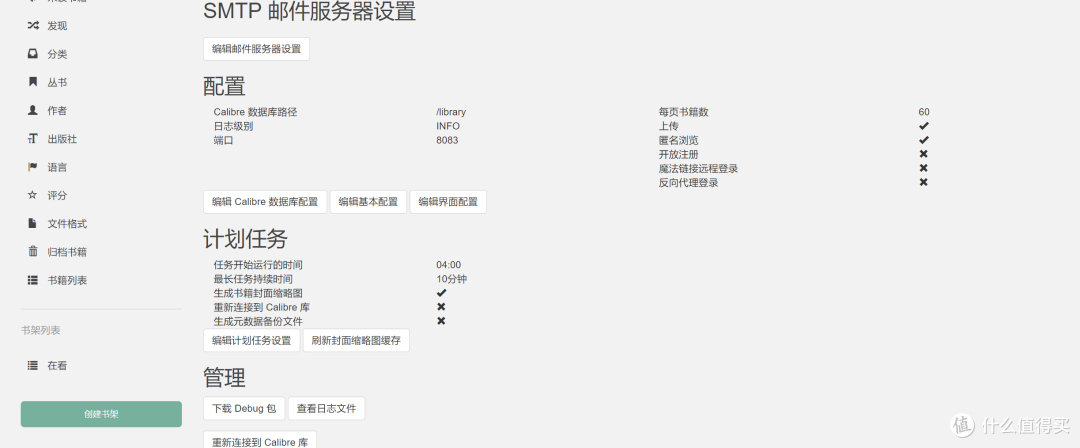 发现
分类
丛书
作者
出版社
语言
评分
文件格式
归档书籍
书籍列表
书架列表
在看
创建书架
SMTP 邮件服务器设置
编辑邮件服务器设置
配置
Calibre 数据库路径 /library 每页书籍数 60
日志级别 INFO 上传
端口 8083 匿名浏览
开放注册
魔法链接远程登录
反向代理登录
编辑 Calibre 数据库配置 编辑基本配置 编辑界面配置
计划任务
任务开始运行的时间 04:00
最长任务持续时间 10分钟
生成书籍封面缩略图
重新连接到 Calibre 库
生成元数据备份文件
编辑计划任务设置 刷新封面缩略图缓存
管理
下载 Debug 包 查看日志文件
重新连接到 Calibre 库
值 什么值得买